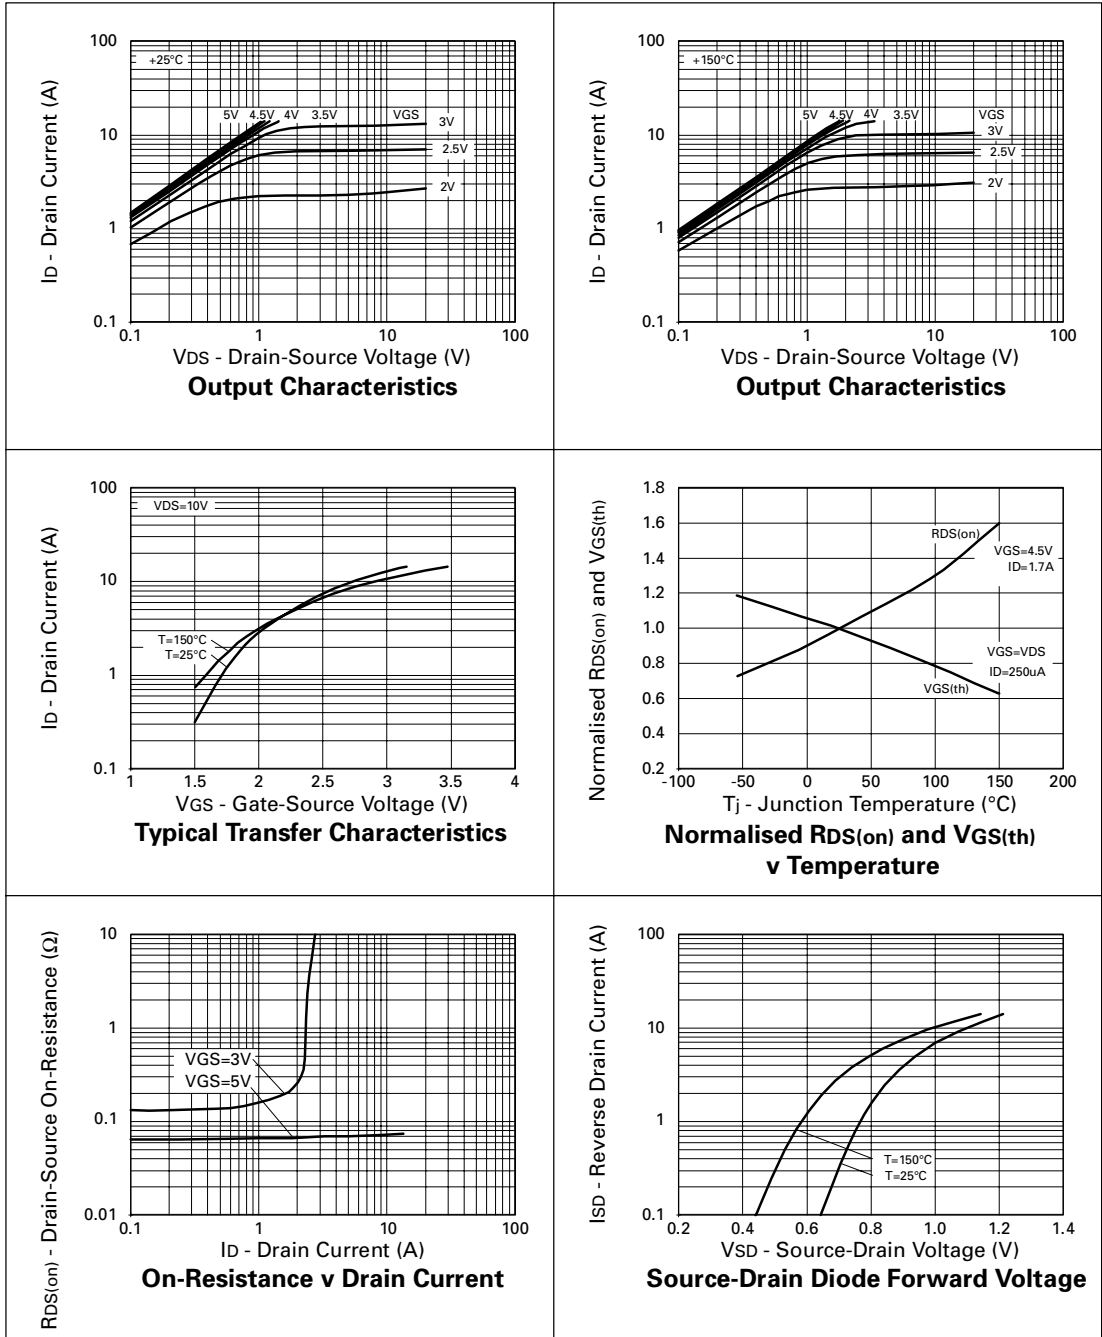 ID - Drain Current (A)
100
10
1
0.1
+25°C
5V 4.5V 4V 3.5V VGS
3V
2.5V
2V
0.1 1 10 100
VDS - Drain-Source Voltage (V)
Output Characteristics
ID - Drain Current (A)
100
10
1
0.1
+150°C
5V 4.5V 4V 3.5V VGS
3V
2.5V
2V
0.1 1 10 100
VDS - Drain-Source Voltage (V)
Output Characteristics
ID - Drain Current (A)
100
10
1
0.1
VDS=10V
T=150°C
T=25°C
1 1.5 2 2.5 3 3.5 4
VGS - Gate-Source Voltage (V)
Typical Transfer Characteristics
Normalised RDS(on) and VGS(th)
1.8
1.6
1.4
1.2
1.0
0.8
0.6
0.4
0.2
RDS(on)
VGS=4.5V
ID=1.7A
VGS=VDS
ID=250uA
VGS(th)
-100 -50 0 50 100 150 200
Tj - Junction Temperature (°C)
Normalised RDS(on) and VGS(th)
v Temperature
RDS(on) - Drain-Source On-Resistance (Ω)
10
1
0.1
0.01
VGS=3V
VGS=5V
0.1 1 10 100
ID - Drain Current (A)
On-Resistance v Drain Current
ISD - Reverse Drain Current (A)
100
10
1
0.1
T=150°C
T=25°C
0.2 0.4 0.6 0.8 1.0 1.2 1.4
VSD - Source-Drain Voltage (V)
Source-Drain Diode Forward Voltage